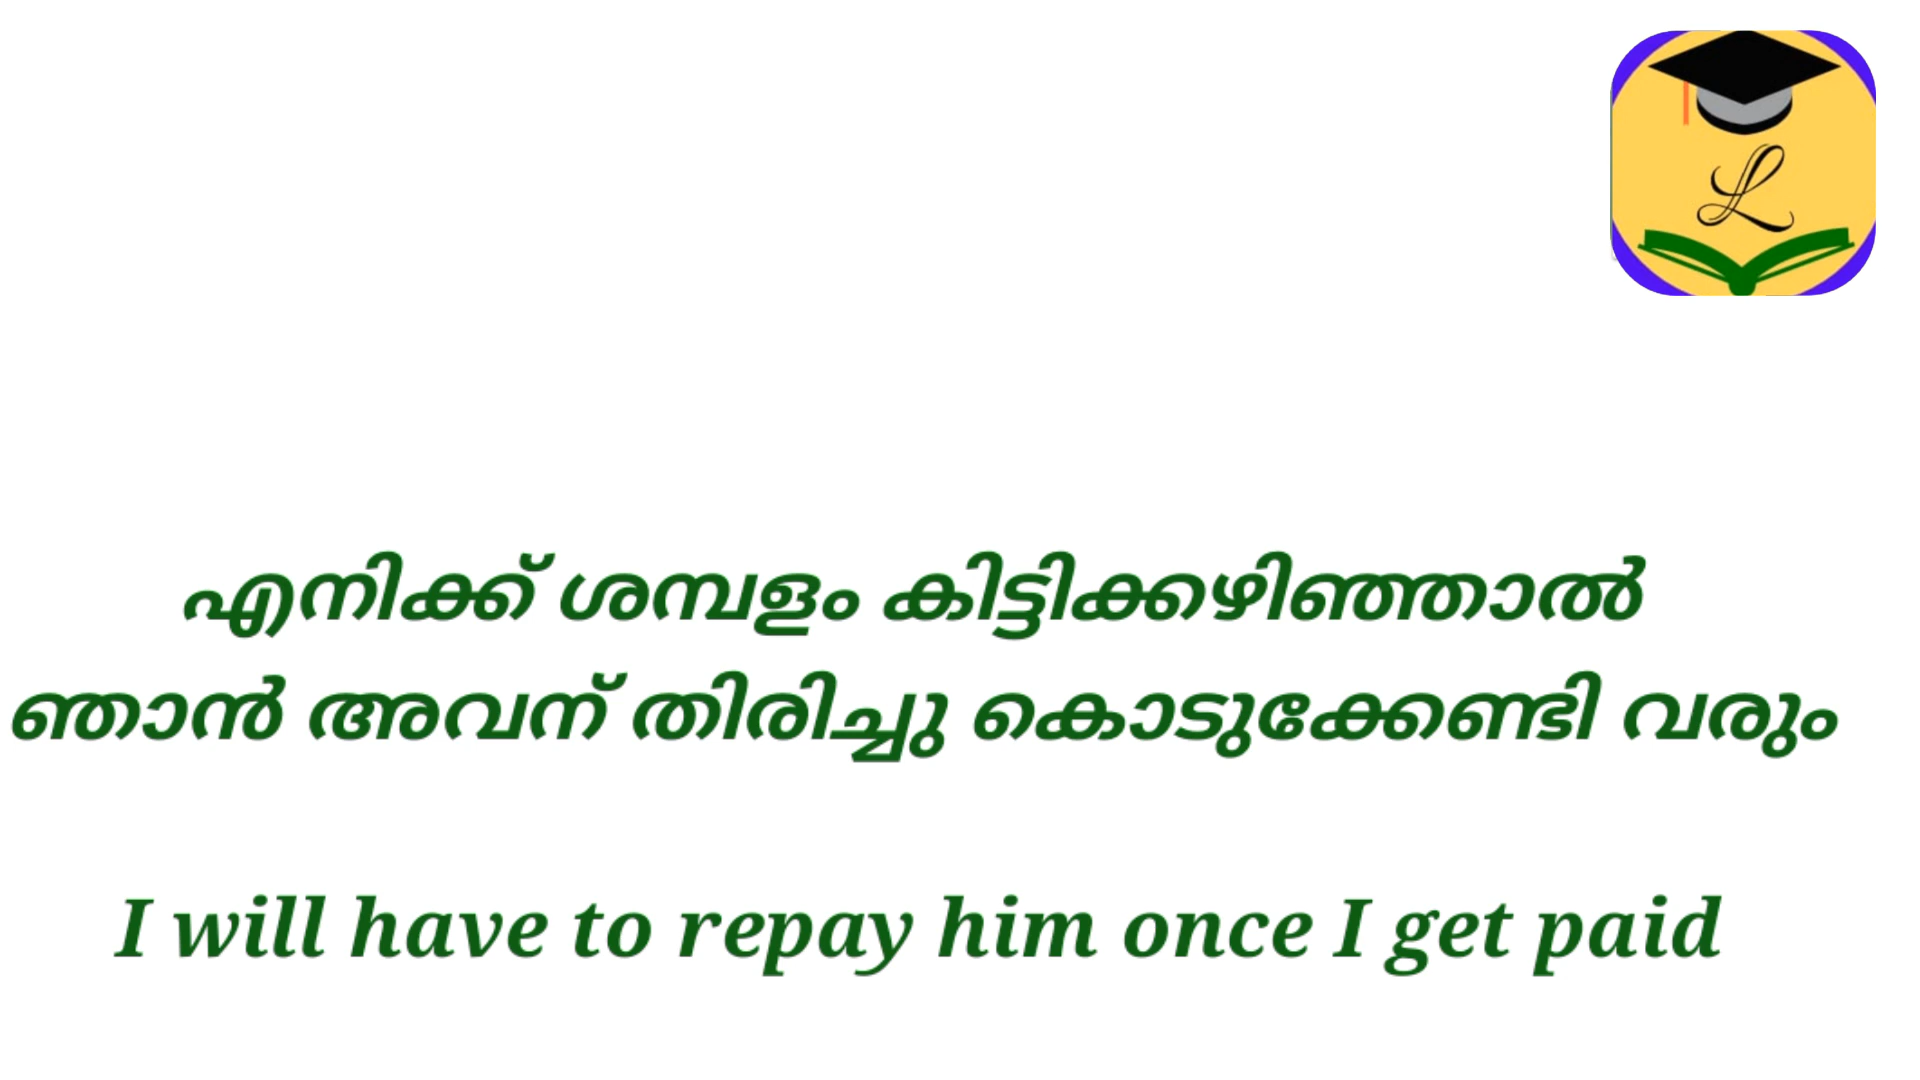 L
എനിക്ക് ശമ്പളം കിട്ടിക്കഴിഞ്ഞാൽ
ഞാൻ അവന് തിരിച്ചു കൊടുക്കേണ്ടി വരും
I will have to repay him once I get paid